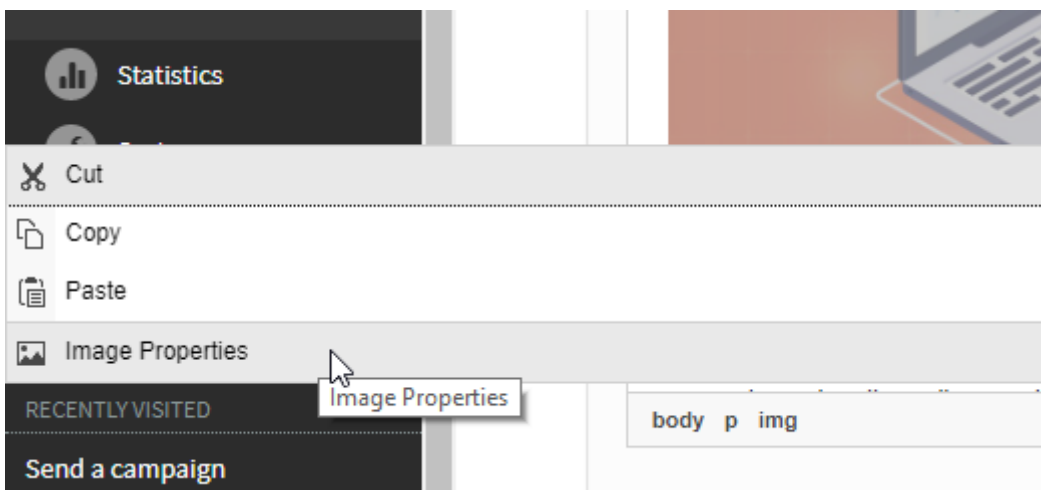 Statistics
Cut
Copy
Paste
Image Properties
Image Properties
RECENTLY VISITED
body p img
Send a campaign